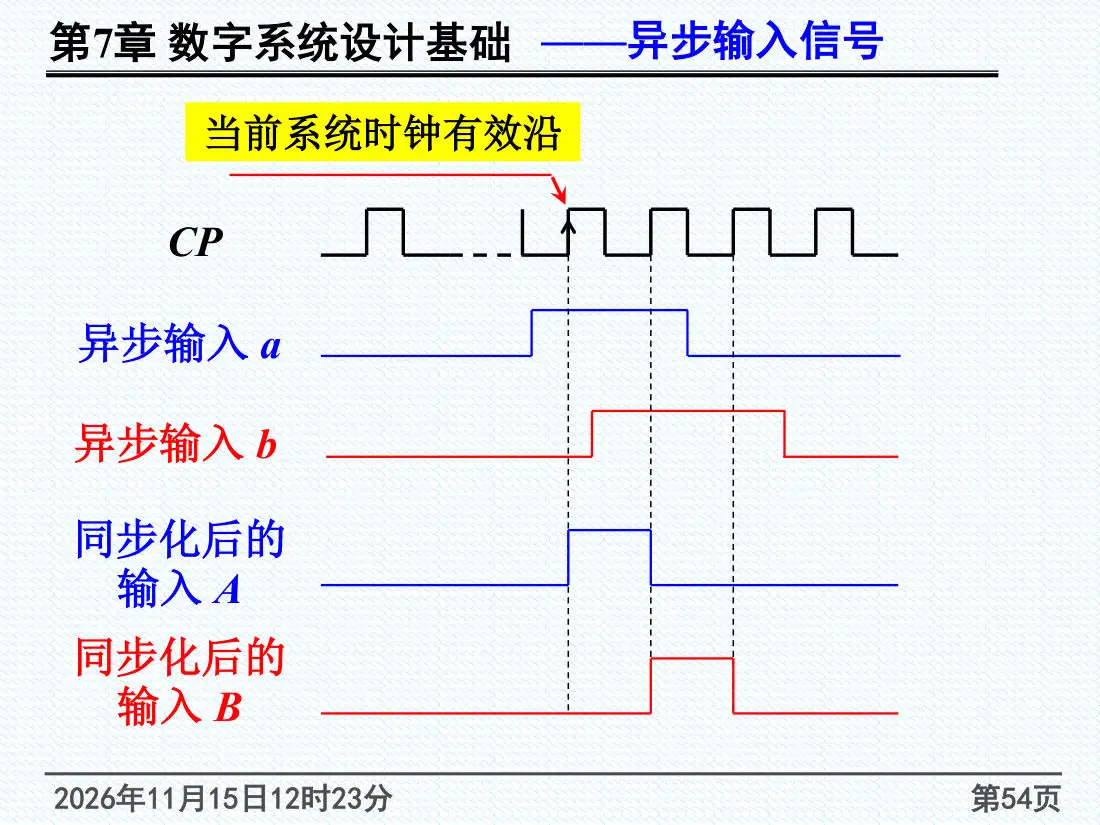 第7章 数字系统设计基础 ——异步输入信号
当前系统时钟有效沿
CP
异步输入 a
异步输入 b
同步化后的
输入 A
同步化后的
输入 B
2026年11月15日12时23分 第54页